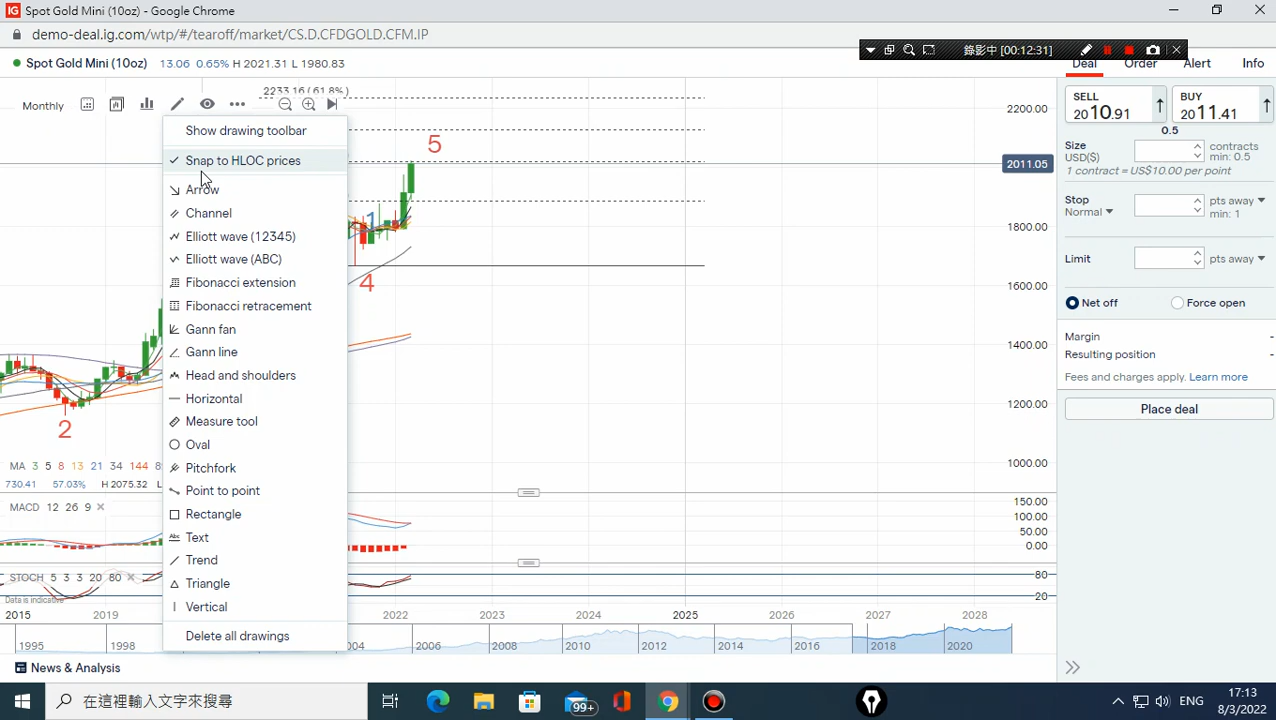 IG Spot Gold Mini (10oz) - Google Chrome
demo-deal.ig.com/wtp/#/tearoff/market/CS.D.CFDGOLD.CFM.IP
錄影中 [00:12:31]
Spot Gold Mini (10oz) 13.06 0.65% H 2021.31 L 1980.83
Deal Order Alert Info
2233.16 (61.8%)
Monthly
Show drawing toolbar
Snap to HLOC prices
Arrow
Channel
Elliott wave (12345)
Elliott wave (ABC)
Fibonacci extension
Fibonacci retracement
Gann fan
Gann line
Head and shoulders
Horizontal
Measure tool
Oval
Pitchfork
Point to point
Rectangle
Text
Trend
Triangle
Vertical
Delete all drawings
5
1
4
2
2200.00
2011.05
1800.00
1600.00
1400.00
1200.00
1000.00
SELL
2010.91
BUY
2011.41
0.5
Size
USD($)
contracts
min: 0.5
1 contract = US$10.00 per point
Stop
Normal
pts away
min: 1
Limit
pts away
Net off
Force open
Margin -
Resulting position -
Fees and charges apply. Learn more
Place deal
MA 3 5 8 13 21 34 144
730.41 57.03% H 2075.32
MACD 12 26 9
150.00
100.00
50.00
0.00
STOCH 5 3 3 20 80
80
20
Data is indicative
2015 2019 2022 2023 2024 2025 2026 2027 2028
1995 1998 004 2006 2008 2010 2012 2014 2016 2018 2020
News & Analysis
在這裡輸入文字來搜尋
99+
ENG
17:13
8/3/2022